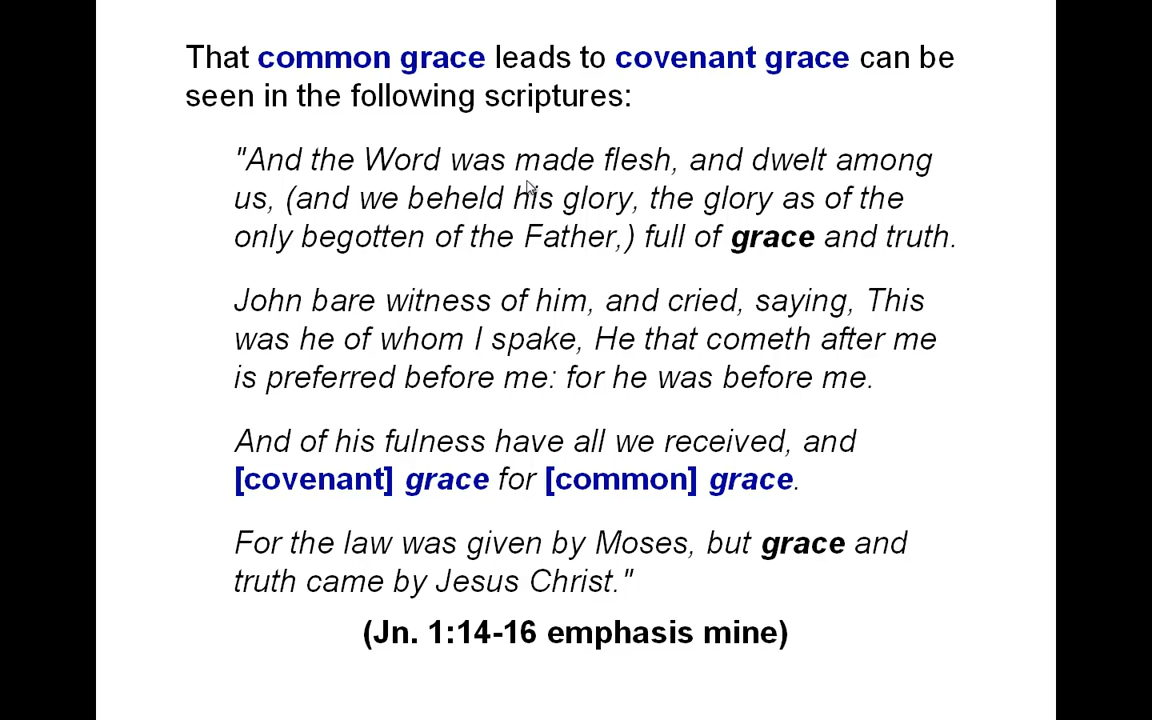 That common grace leads to covenant grace can be
seen in the following scriptures:
"And the Word was made flesh, and dwelt among
us, (and we beheld his glory, the glory as of the
only begotten of the Father,) full of grace and truth.
John bare witness of him, and cried, saying, This
was he of whom I spake, He that cometh after me
is preferred before me: for he was before me.
And of his fulness have all we received, and
[covenant] grace for [common] grace.
For the law was given by Moses, but grace and
truth came by Jesus Christ."
(Jn. 1:14-16 emphasis mine)